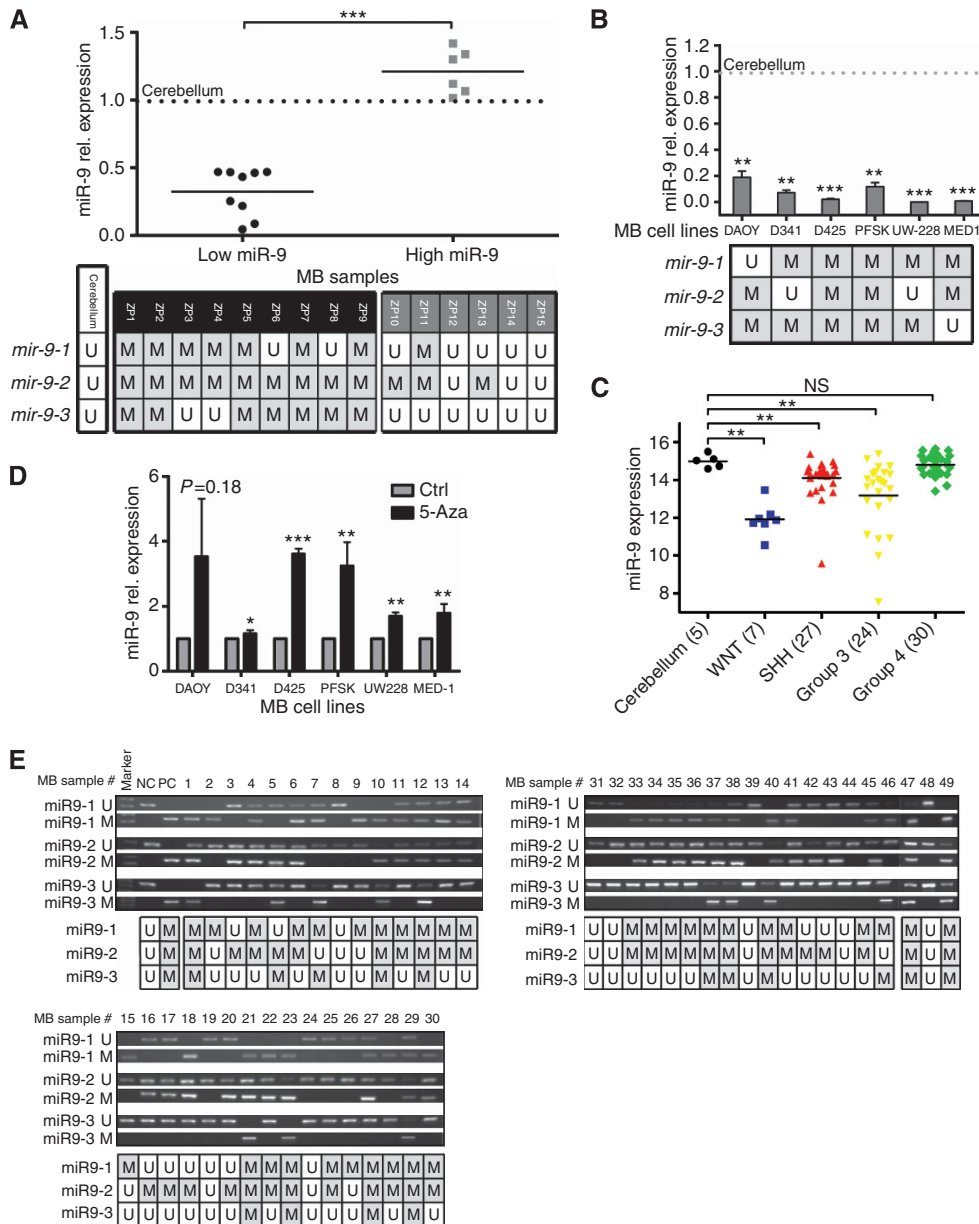 A
***
1.5
1.0
0.5
0.0
miR-9 rel. expression
Cerebellum
Low miR-9 High miR-9
MB samples
Cerebellum ZP1 ZP2 ZP3 ZP4 ZP5 ZP6 ZP7 ZP8 ZP9 ZP10 ZP11 ZP12 ZP13 ZP14 ZP15
mir-9-1 U M M M M M U M U M U M U U U U
mir-9-2 U M M M M M M M M M M M U M U U
mir-9-3 U M M U U M M M M M U U U U U U
B
1.2
1.0
0.8
0.6
0.4
0.2
0.0
miR-9 rel. expression
Cerebellum
** ** *** ** *** ***
MB cell lines DAOY D341 D425 PFSK UW-228 MED1
mir-9-1 U M M M M M
mir-9-2 M U M M U M
mir-9-3 M M M M M U
C
NS
**
**
**
16
14
12
10
8
miR-9 expression
Cerebellum (5) WNT (7) SHH (27) Group 3 (24) Group 4 (30)
D
6
4
2
0
miR-9 rel. expression
P=0.18
Ctrl
5-Aza
* *** ** ** **
DAOY D341 D425 PFSK UW228 MED-1
MB cell lines
E
MB sample # Marker NC PC 1 2 3 4 5 6 7 8 9 10 11 12 13 14
miR9-1 U
miR9-1 M
miR9-2 U
miR9-2 M
miR9-3 U
miR9-3 M
miR9-1 U M M M U M U M M U M M M M M M
miR9-2 U M M U M M M M U U U M M M M M
miR9-3 U M M U U U M U M U U M U M U U
MB sample # 31 32 33 34 35 36 37 38 39 40 41 42 43 44 45 46 47 48 49
miR9-1 U
miR9-1 M
miR9-2 U
miR9-2 M
miR9-3 U
miR9-3 M
miR9-1 U U M M M M M M U M M U U U M M M U M
miR9-2 U U M M M M M M U M M M M U M U M U M
miR9-3 U U U U U U M M U M U U U U U M M U M
MB sample # 15 16 17 18 19 20 21 22 23 24 25 26 27 28 29 30
miR9-1 U
miR9-1 M
miR9-2 U
miR9-2 M
miR9-3 U
miR9-3 M
miR9-1 M U U U U U M M M U M M M M M M
miR9-2 U M M M U M M M M U M U M M M M
miR9-3 U U U U U U M U M U U U M M M U